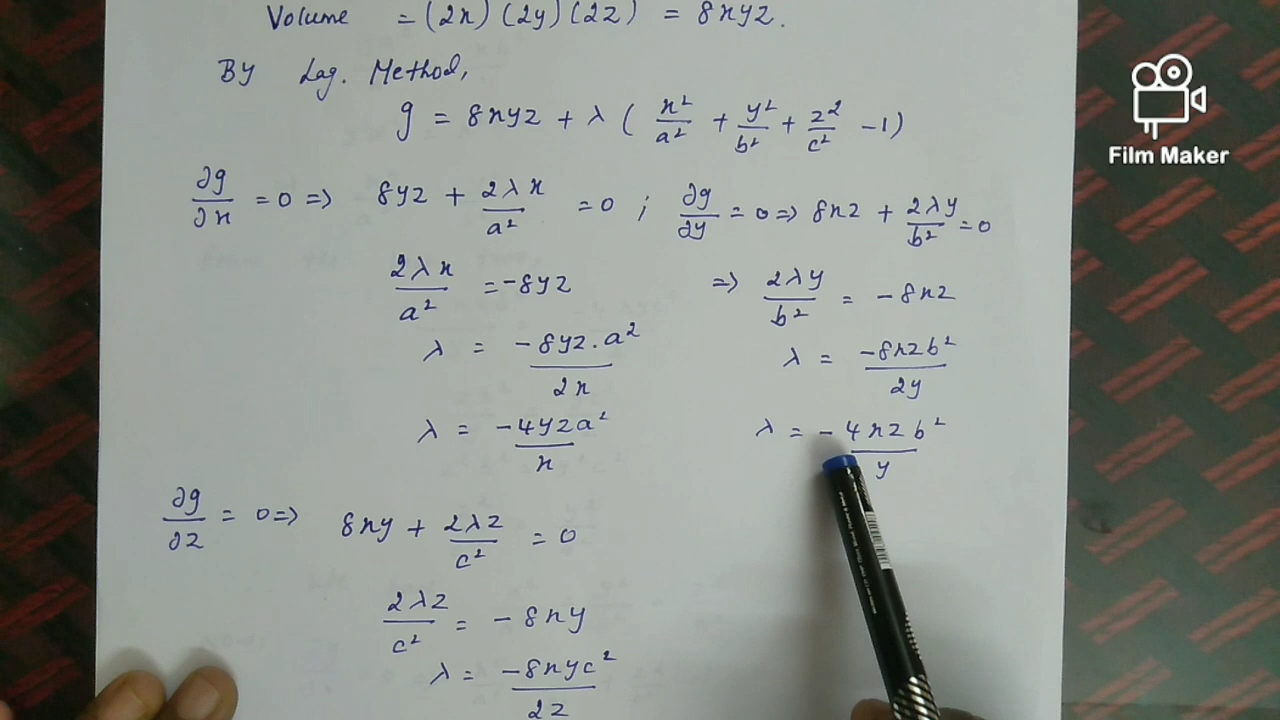 Volume = (2x) (2y) (2z) = 8xyz.
By Lag. Method,
g = 8xyz + λ ( x²/a² + y²/b² + z²/c² - 1)
∂g/∂x = 0 => 8yz + 2λx/a² = 0 ; ∂g/∂y = 0 => 8xz + 2λy/b² = 0
2λx/a² = -8yz => 2λy/b² = -8xz
λ = -8yz.a²/2x λ = -8xzb²/2y
λ = -4yza²/x λ = -4xzb²/y
∂g/∂z = 0 => 8xy + 2λz/c² = 0
2λz/c² = -8xy
λ = -8xyc²/2z
Film Maker